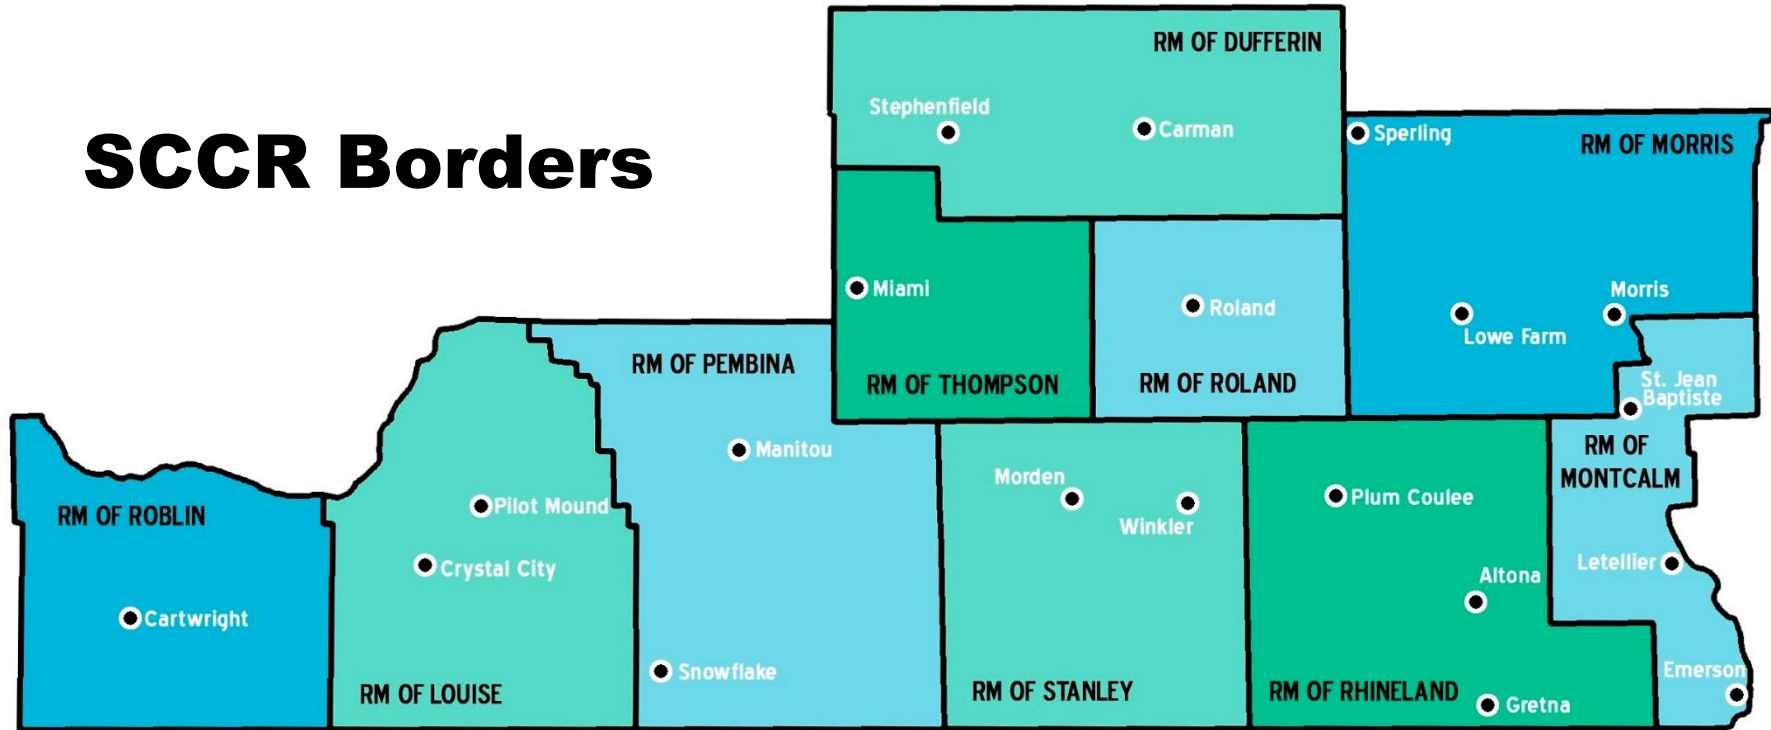 SCCR Borders
RM OF DUFFERIN
Stephenfield
Carman
Sperling
RM OF MORRIS
Miami
Roland
Morris
Lowe Farm
RM OF PEMBINA
RM OF THOMPSON
RM OF ROLAND
St. Jean
Baptiste
Manitou
RM OF
MONTCALM
Morden
Winkler
Plum Coulee
Pilot Mound
RM OF ROBLIN
Crystal City
Letellier
Altona
Cartwright
Snowflake
Emerson
RM OF LOUISE
RM OF STANLEY
RM OF RHINELAND
Gretna